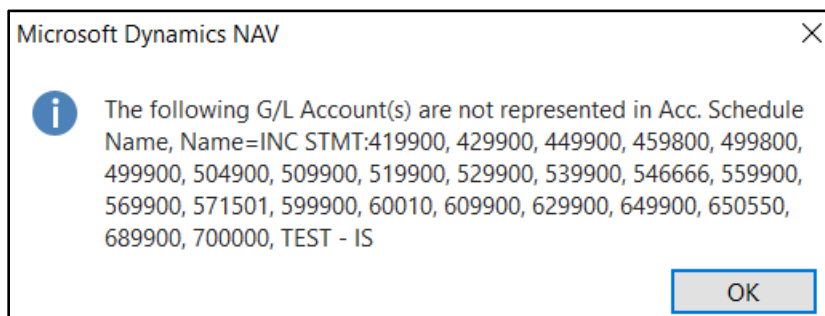 Microsoft Dynamics NAV
The following G/L Account(s) are not represented in Acc. Schedule
Name, Name=INC STMT:419900, 429900, 449900, 459800, 499800,
499900, 504900, 509900, 519900, 529900, 539900, 546666, 559900,
569900, 571501, 599900, 60010, 609900, 629900, 649900, 650550,
689900, 700000, TEST - IS
OK